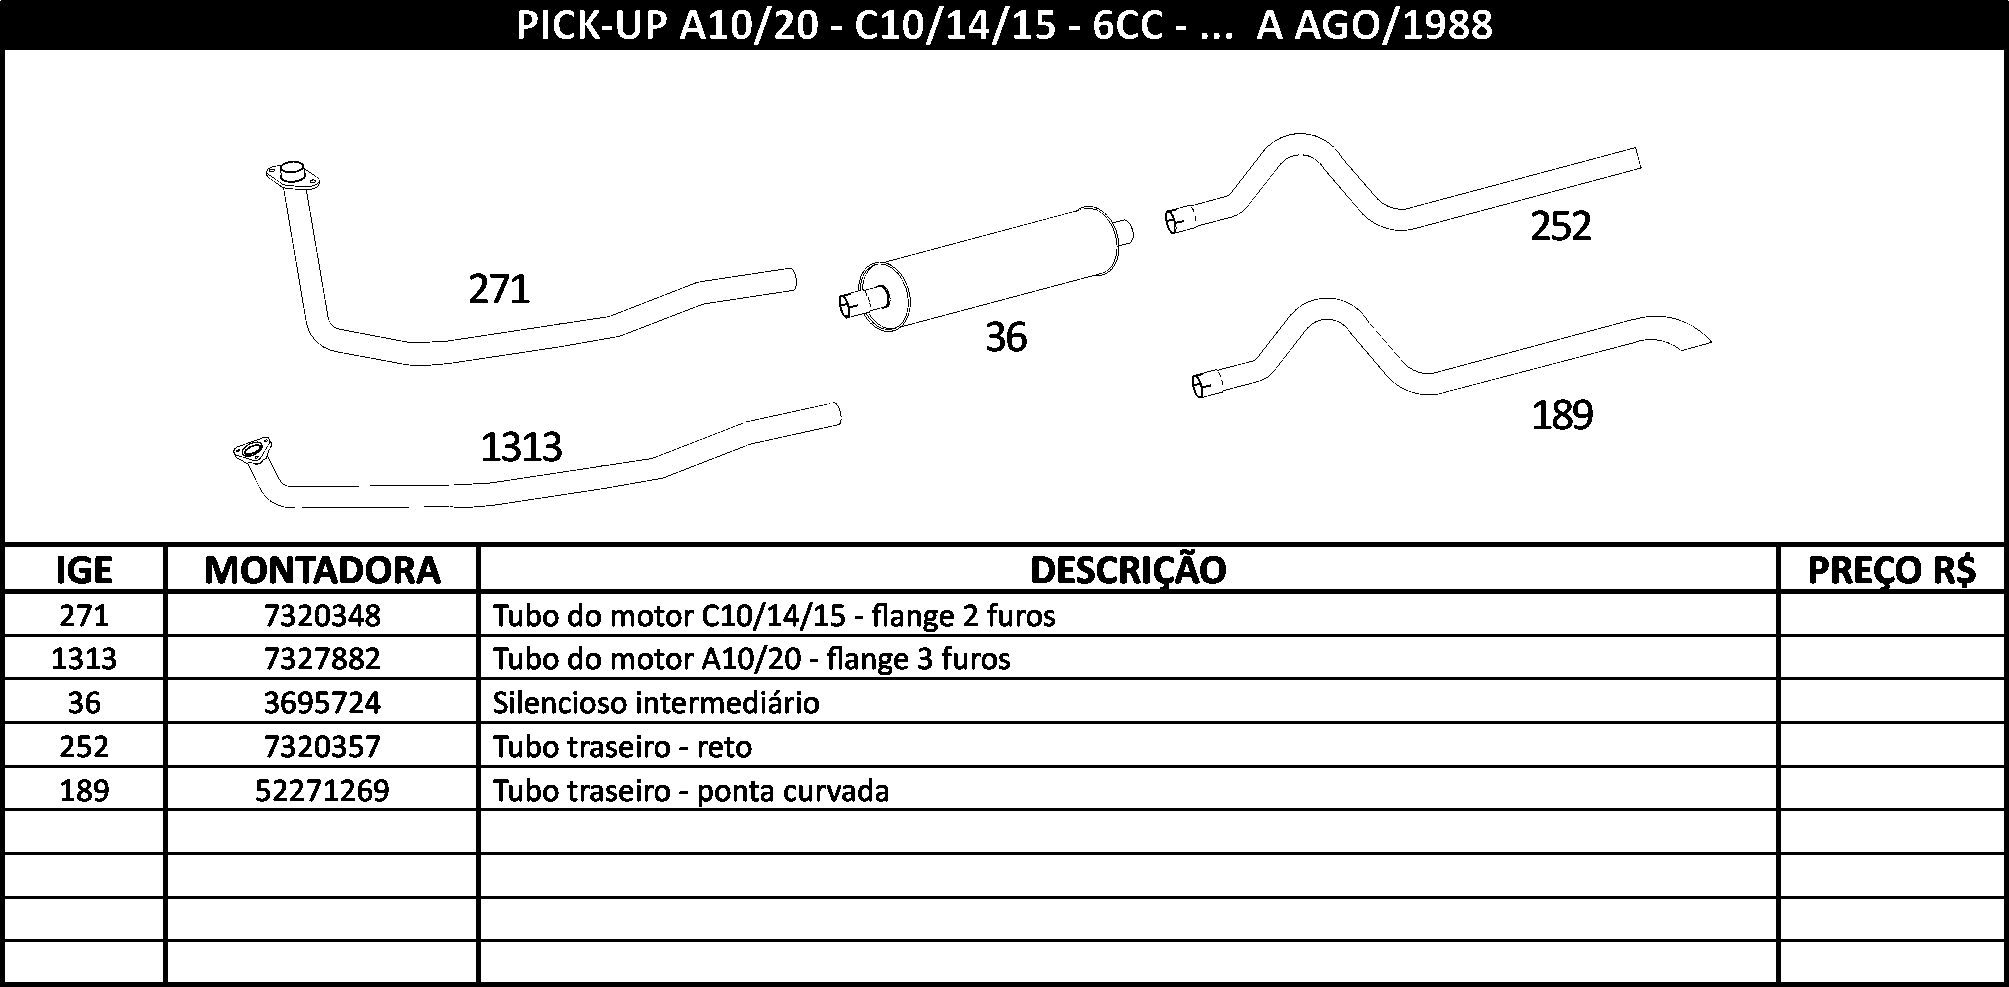 PICK-UP A10/20 - C10/14/15 - 6CC - ... A AGO/1988
252
271
36
189
1313
IGE MONTADORA DESCRIÇÃO PREÇO R$
271 7320348 Tubo do motor C10/14/15 - flange 2 furos
1313 7327882 Tubo do motor A10/20 - flange 3 furos
36 3695724 Silencioso intermediário
252 7320357 Tubo traseiro - reto
189 52271269 Tubo traseiro - ponta curvada